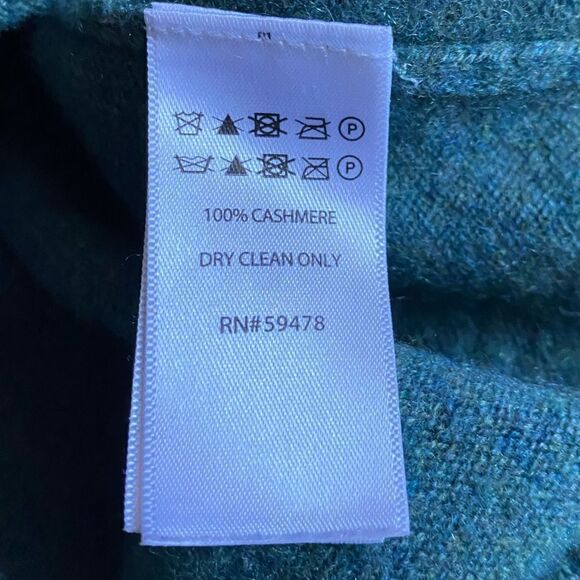 P
P
100% CASHMERE
DRY CLEAN ONLY
RN#59478